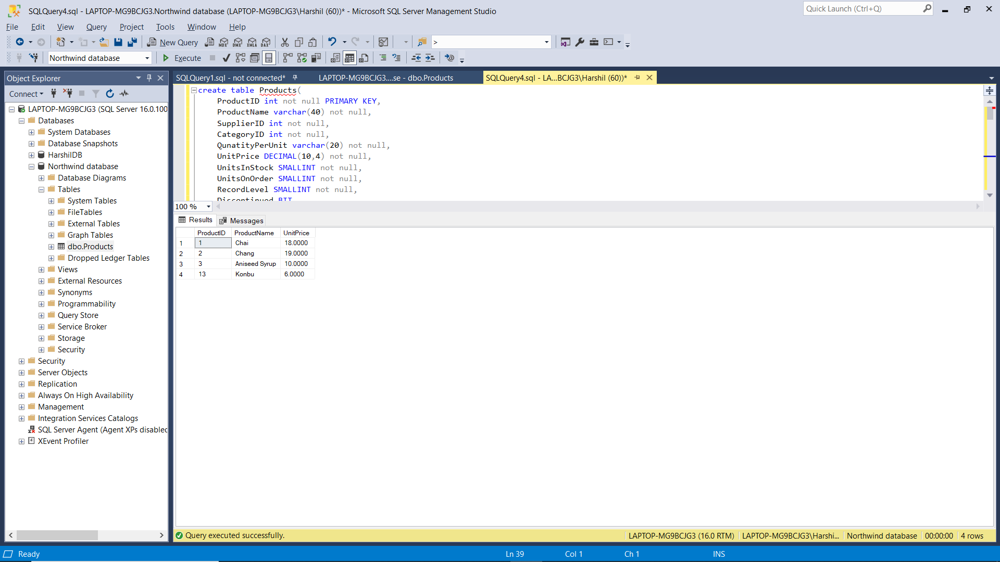 SQLQuery4.sql - LAPTOP-MG9BCJG3.Northwind database (LAPTOP-MG9BCJG3\Harshil (60))* - Microsoft SQL Server Management Studio
Quick Launch (Ctrl+Q)
File Edit View Query Project Tools Window Help
New Query MDX DMX XMLA DAX >
Northwind database Execute
Object Explorer
SQLQuery1.sql - not connected* LAPTOP-MG9BCJG3....se - dbo.Products SQLQuery4.sql - LA...BCJG3\Harshil (60))*
Connect
LAPTOP-MG9BCJG3 (SQL Server 16.0.100
Databases
System Databases
Database Snapshots
HarshilDB
Northwind database
Database Diagrams
Tables
System Tables
FileTables
External Tables
Graph Tables
dbo.Products
Dropped Ledger Tables
Views
External Resources
Synonyms
Programmability
Query Store
Service Broker
Storage
Security
Security
Server Objects
Replication
Always On High Availability
Management
Integration Services Catalogs
SQL Server Agent (Agent XPs disabled
XEvent Profiler
create table Products(
ProductID int not null PRIMARY KEY,
ProductName varchar(40) not null,
SupplierID int not null,
CategoryID int not null,
QunatityPerUnit varchar(20) not null,
UnitPrice DECIMAL(10,4) not null,
UnitsInStock SMALLINT not null,
UnitsOnOrder SMALLINT not null,
RecordLevel SMALLINT not null,
Discontinued BIT
100 %
Results Messages
ProductID ProductName UnitPrice
1 1 Chai 18.0000
2 2 Chang 19.0000
3 3 Aniseed Syrup 10.0000
4 13 Konbu 6.0000
Query executed successfully. LAPTOP-MG9BCJG3 (16.0 RTM) LAPTOP-MG9BCJG3\Harshi... Northwind database 00:00:00 4 rows
Ready Ln 39 Col 1 Ch 1 INS